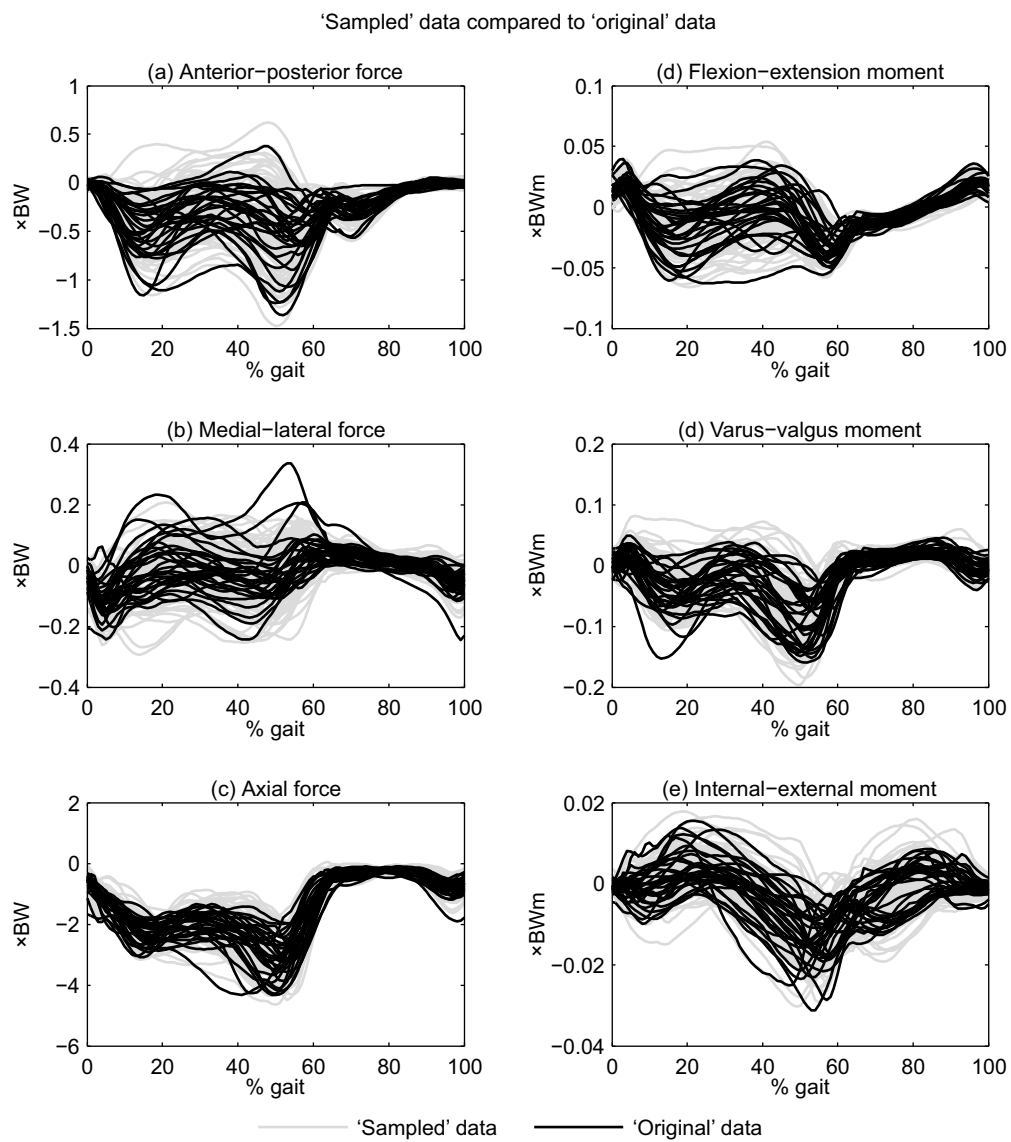 ‘Sampled’ data compared to ‘original’ data
(a) Anterior−posterior force
1
0.5
0
−0.5
−1
−1.5
×BW
0 20 40 60 80 100
% gait
(d) Flexion−extension moment
0.1
0.05
0
−0.05
−0.1
×BWm
0 20 40 60 80 100
% gait
(b) Medial−lateral force
0.4
0.2
0
−0.2
−0.4
×BW
0 20 40 60 80 100
% gait
(d) Varus−valgus moment
0.2
0.1
0
−0.1
−0.2
×BWm
0 20 40 60 80 100
% gait
(c) Axial force
2
0
−2
−4
−6
×BW
0 20 40 60 80 100
% gait
(e) Internal−external moment
0.02
0
−0.02
−0.04
×BWm
0 20 40 60 80 100
% gait
‘Sampled’ data ‘Original’ data